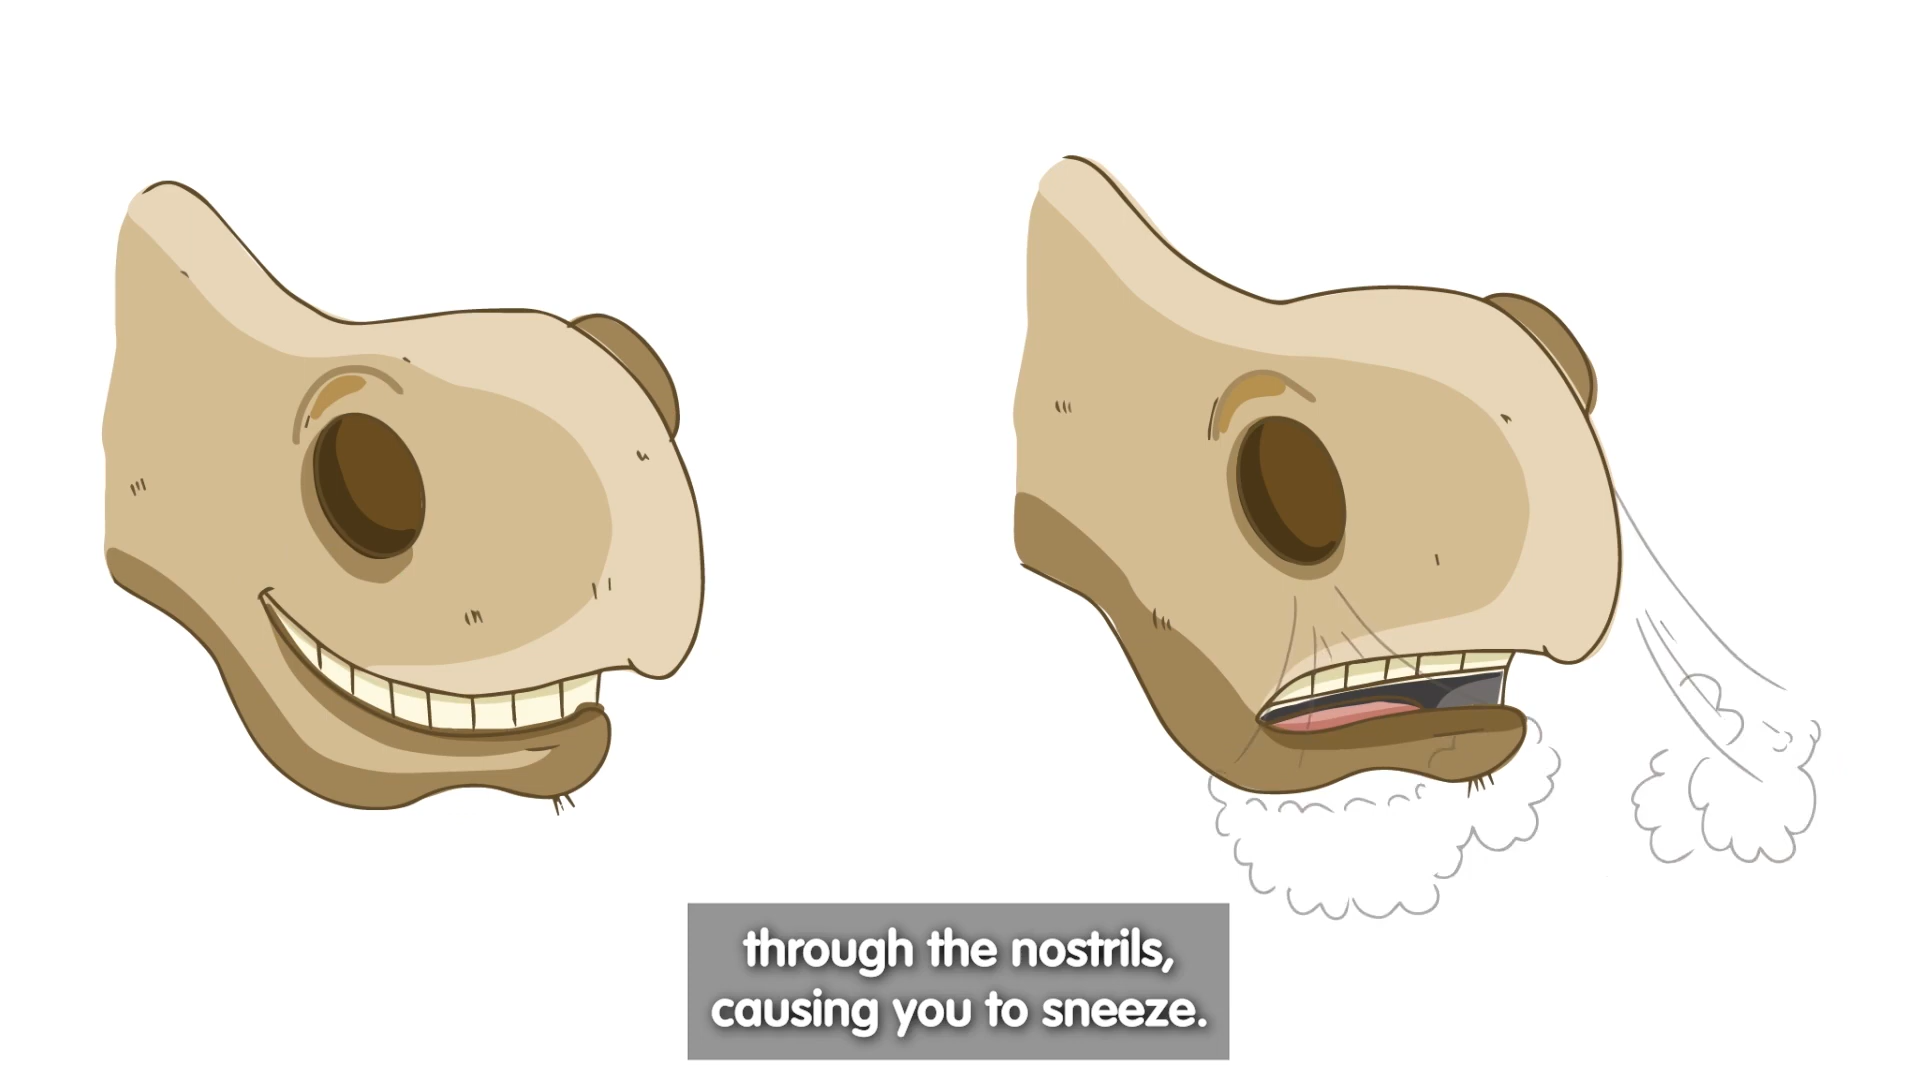 through the nostrils,
causing you to sneeze.